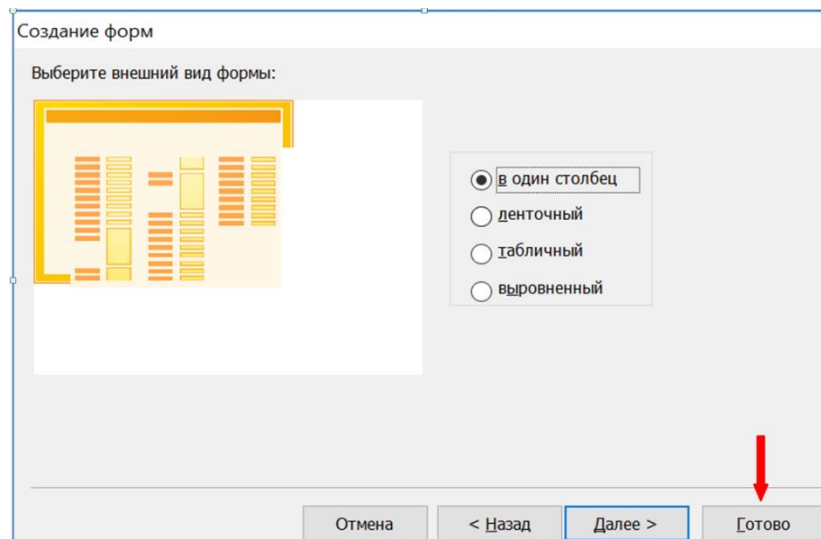 Создание форм
Выберите внешний вид формы:
в один столбец
ленточный
табличный
выровненный
Отмена
< Назад
Далее >
Готово